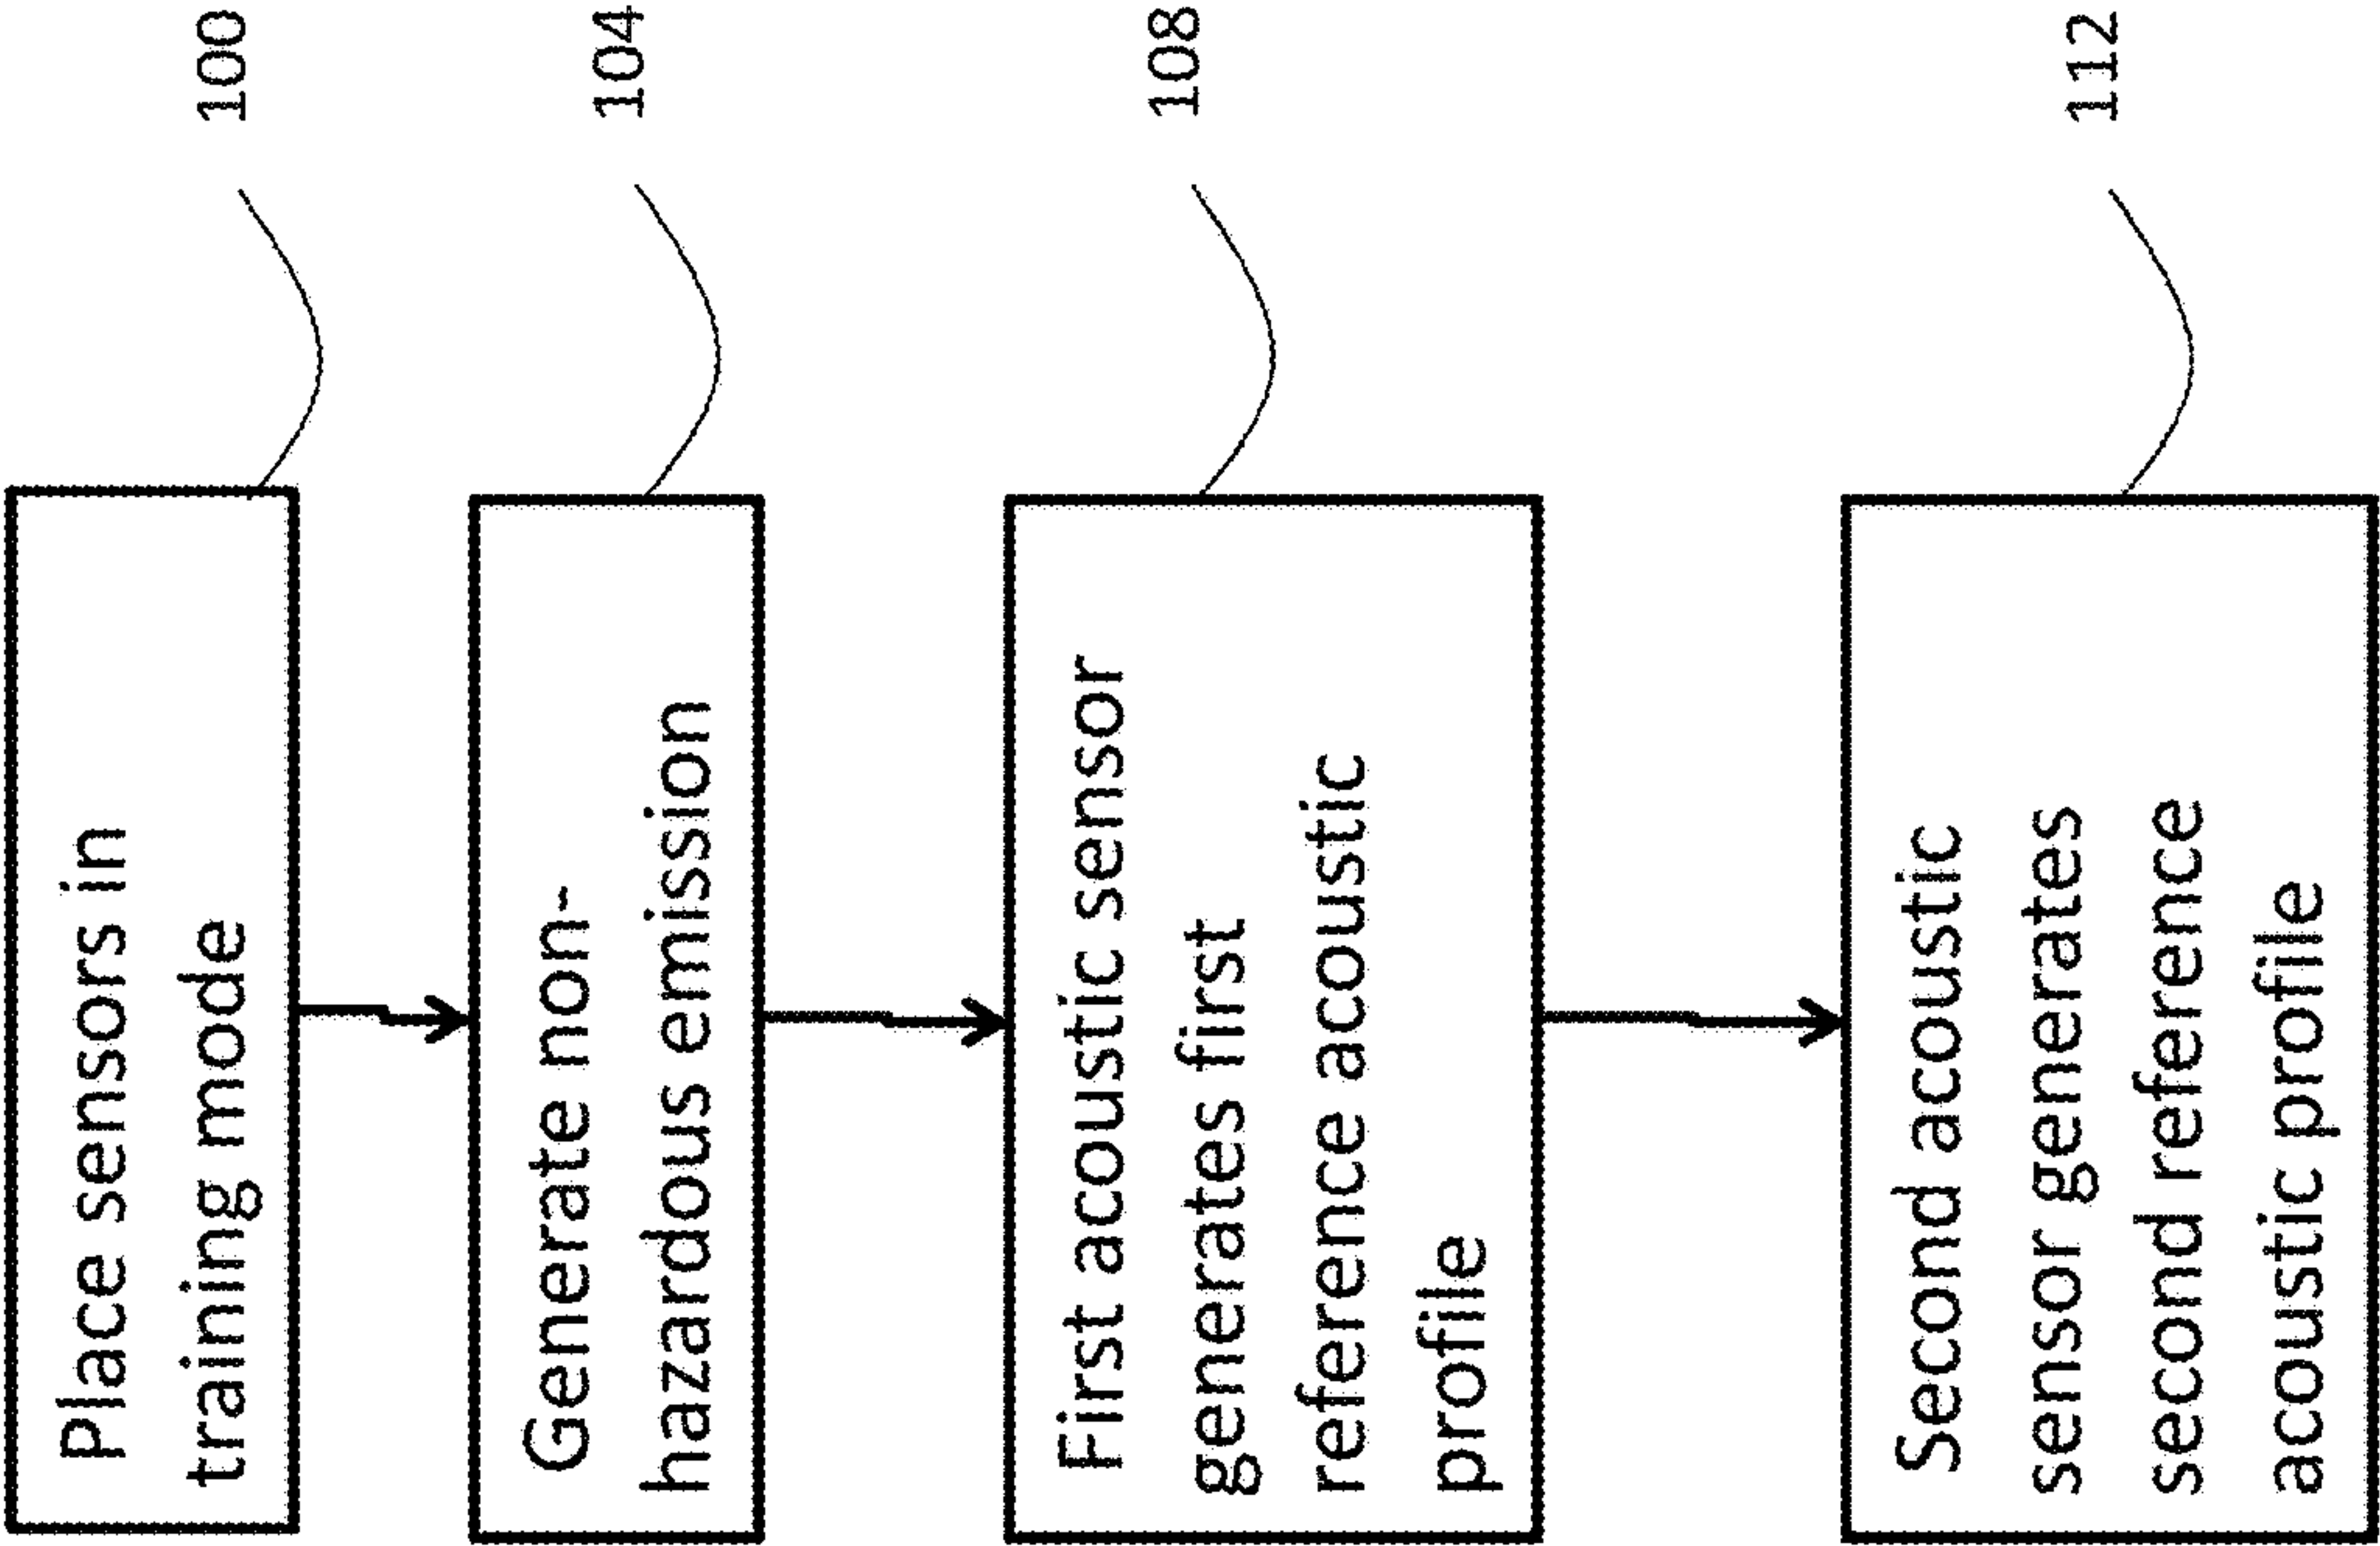 Place sensors in
training mode
100
Generate non-
hazardous emission
104
First acoustic sensor
generates first
reference acoustic
profile
108
Second acoustic
sensor generates
second reference
acoustic profile
112